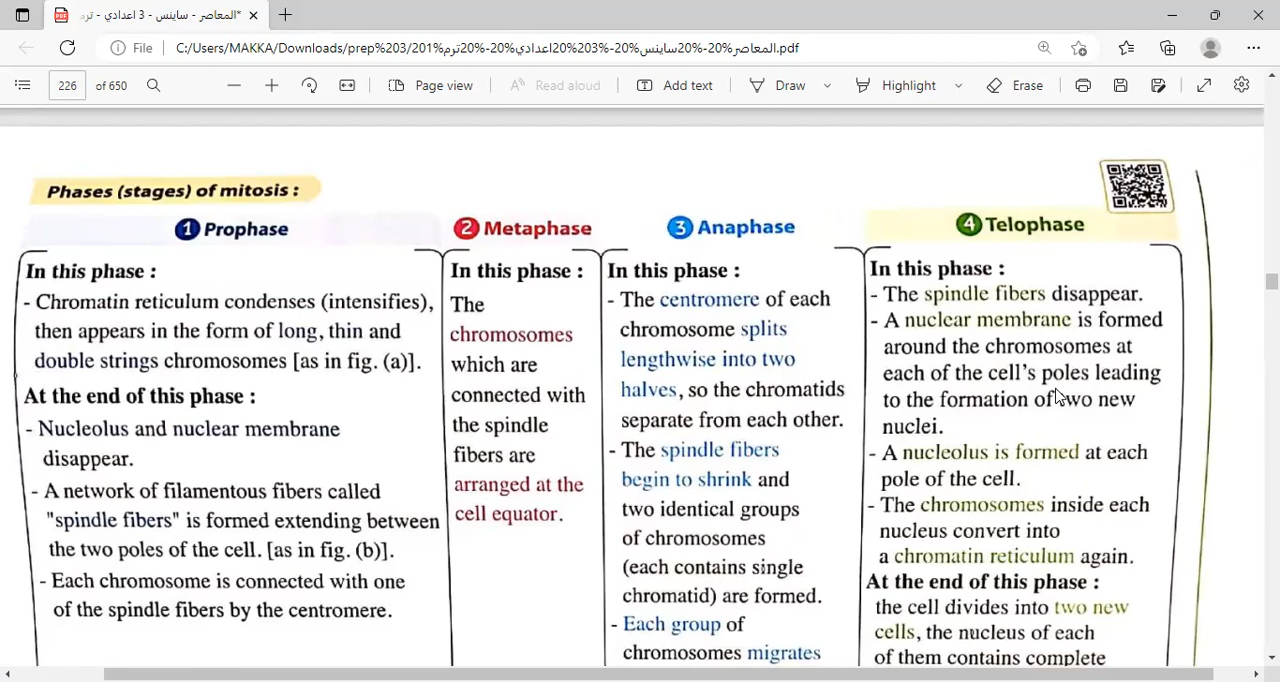 *المعاصر - ساينس - 3 اعدادي - تر
File
C:/Users/MAKKA/Downloads/prep%203/201%المعاصر%20-%20ساينس%20-%203%20اعدادي%20-%20ترم.pdf
226 of 650
Page view
Read aloud
Add text
Draw
Highlight
Erase
Phases (stages) of mitosis :
1 Prophase
In this phase :
- Chromatin reticulum condenses (intensifies),
then appears in the form of long, thin and
double strings chromosomes [as in fig. (a)].
At the end of this phase :
- Nucleolus and nuclear membrane
disappear.
- A network of filamentous fibers called
"spindle fibers" is formed extending between
the two poles of the cell. [as in fig. (b)].
- Each chromosome is connected with one
of the spindle fibers by the centromere.
2 Metaphase
In this phase :
The
chromosomes
which are
connected with
the spindle
fibers are
arranged at the
cell equator.
3 Anaphase
In this phase :
- The centromere of each
chromosome splits
lengthwise into two
halves, so the chromatids
separate from each other.
- The spindle fibers
begin to shrink and
two identical groups
of chromosomes
(each contains single
chromatid) are formed.
- Each group of
chromosomes migrates
4 Telophase
In this phase :
- The spindle fibers disappear.
- A nuclear membrane is formed
around the chromosomes at
each of the cell's poles leading
to the formation of two new
nuclei.
- A nucleolus is formed at each
pole of the cell.
- The chromosomes inside each
nucleus convert into
a chromatin reticulum again.
At the end of this phase :
the cell divides into two new
cells, the nucleus of each
of them contains complete